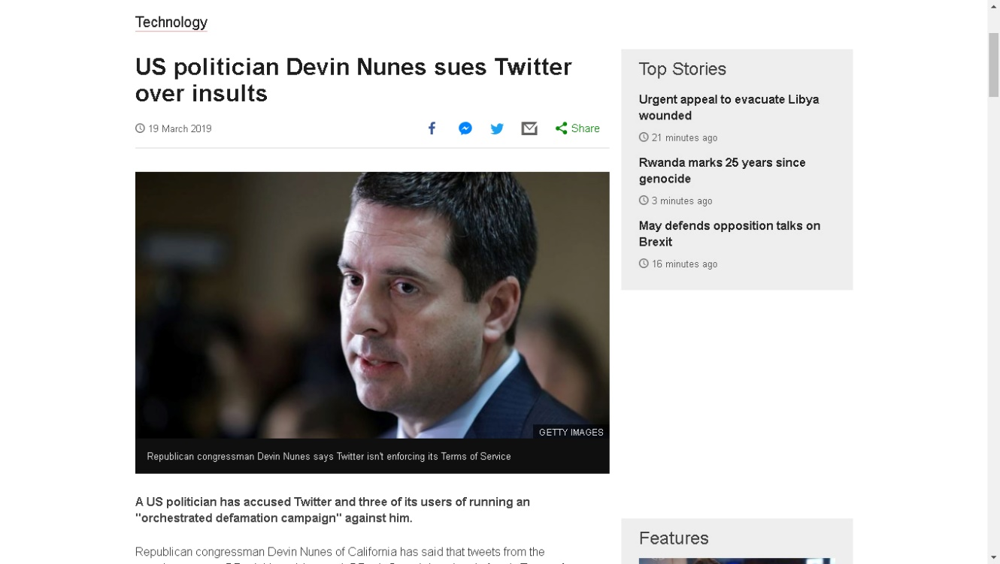 Technology
US politician Devin Nunes sues Twitter
over insults
19 March 2019
Share
GETTY IMAGES
Republican congressman Devin Nunes says Twitter isn't enforcing its Terms of Service
A US politician has accused Twitter and three of its users of running an
"orchestrated defamation campaign" against him.
Republican congressman Devin Nunes of California has said that tweets from the
Top Stories
Urgent appeal to evacuate Libya
wounded
21 minutes ago
Rwanda marks 25 years since
genocide
3 minutes ago
May defends opposition talks on
Brexit
16 minutes ago
Features